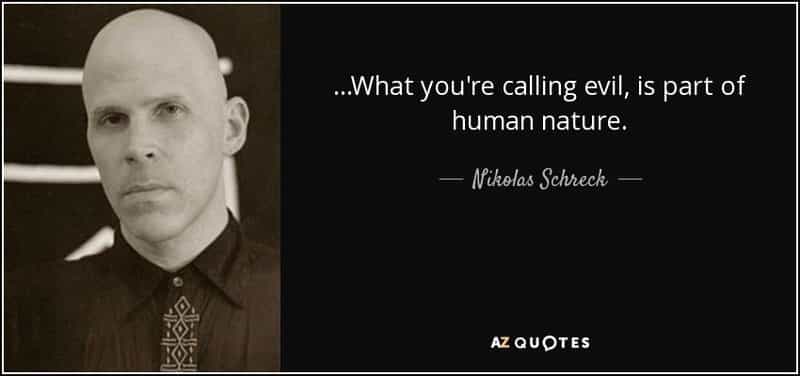 ...What you're calling evil, is part of
human nature.
Nikolas Schreck
AZ QUOTES